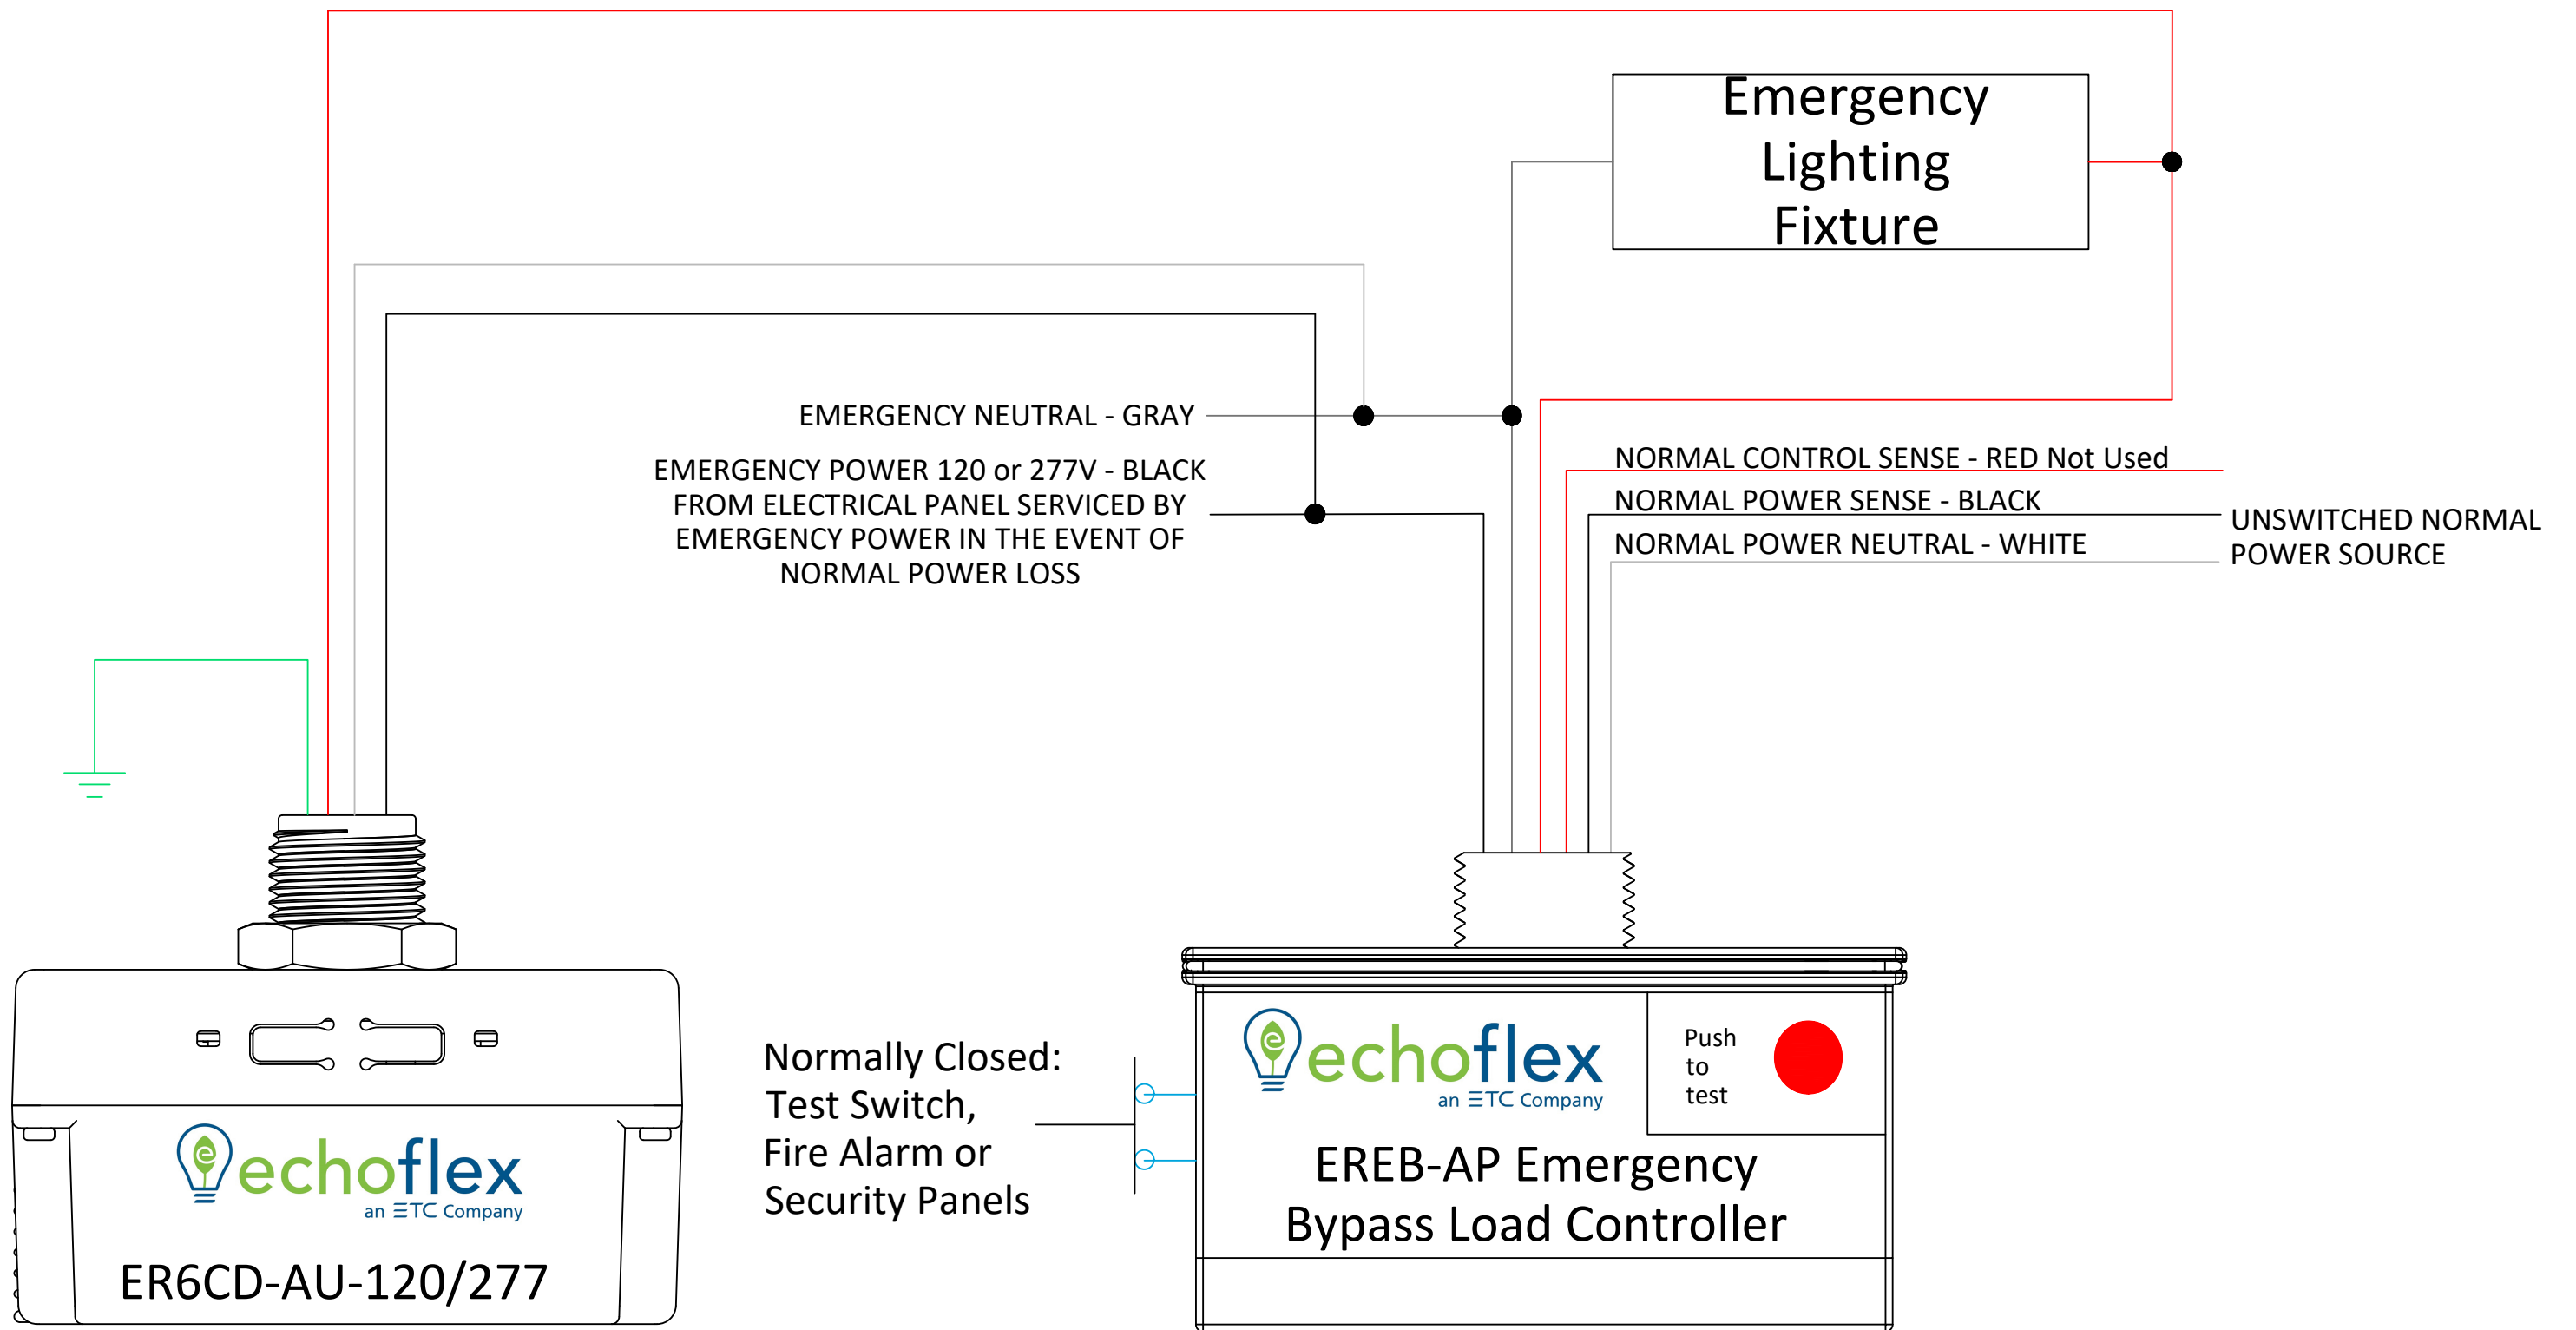 Emergency
Lighting
Fixture
EMERGENCY NEUTRAL - GRAY
EMERGENCY POWER 120 or 277V - BLACK
FROM ELECTRICAL PANEL SERVICED BY
EMERGENCY POWER IN THE EVENT OF
NORMAL POWER LOSS
NORMAL CONTROL SENSE - RED Not Used
NORMAL POWER SENSE - BLACK
NORMAL POWER NEUTRAL - WHITE
UNSWITCHED NORMAL
POWER SOURCE
echoflex
an ETC Company
ER6CD-AU-120/277
Normally Closed:
Test Switch,
Fire Alarm or
Security Panels
echoflex
an ETC Company
Push
to
test
EREB-AP Emergency
Bypass Load Controller